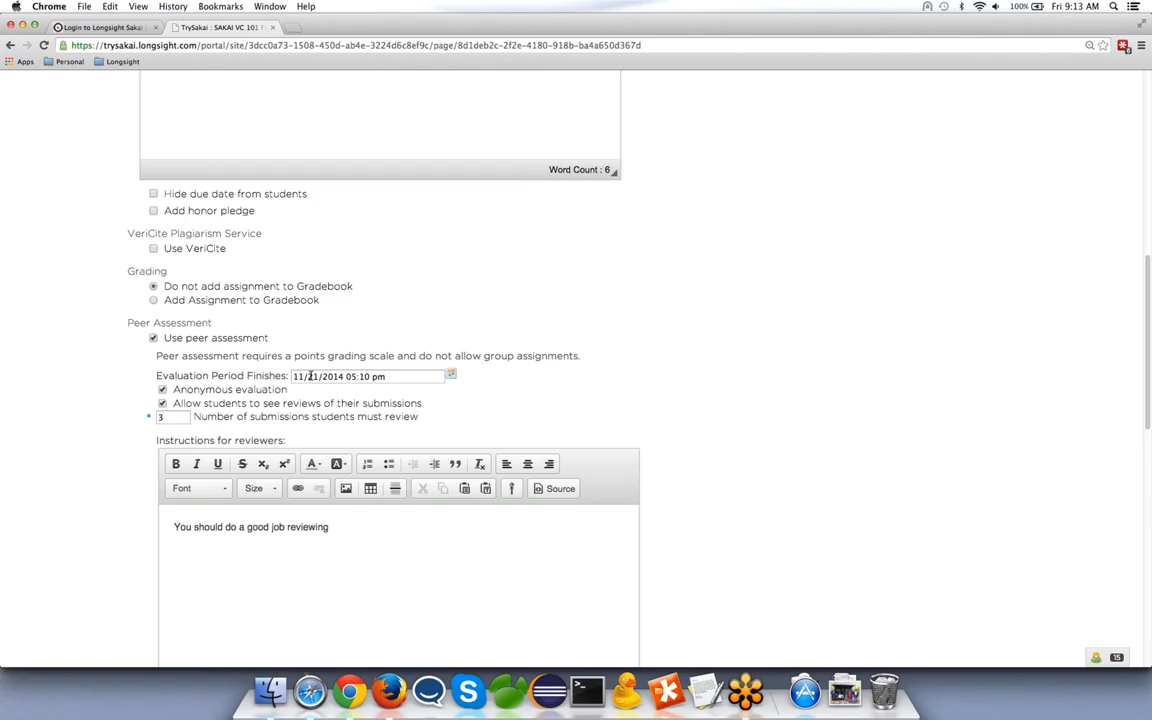 Chrome File Edit View History Bookmarks Window Help 100% Fri 9:13 AM
Login to Longsight Sakai TrySakai : SAKAI VC 101
https://trysakai.longsight.com/portal/site/3dcc0a73-1508-450d-ab4e-3224d6c8ef9c/page/8d1deb2c-2f2e-4180-918b-ba4a650d367d
Apps Personal Longsight
Word Count : 6
Hide due date from students
Add honor pledge
VeriCite Plagiarism Service
Use VeriCite
Grading
Do not add assignment to Gradebook
Add Assignment to Gradebook
Peer Assessment
Use peer assessment
Peer assessment requires a points grading scale and do not allow group assignments.
Evaluation Period Finishes: 11/21/2014 05:10 pm
Anonymous evaluation
Allow students to see reviews of their submissions
3 Number of submissions students must review
Instructions for reviewers:
Font Size Source
You should do a good job reviewing
15